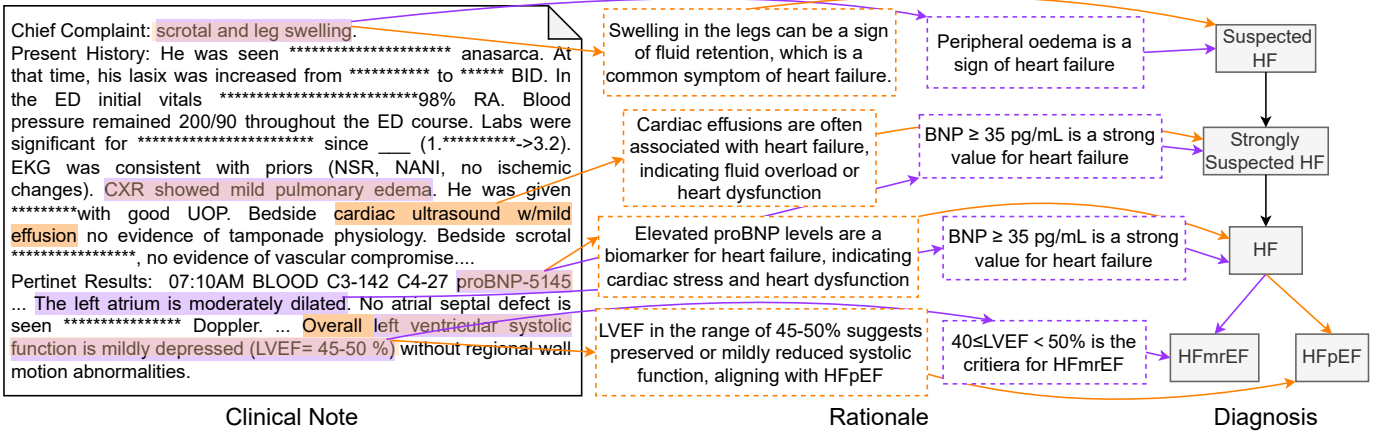 Chief Complaint: scrotal and leg swelling.
Present History: He was seen ********************* anasarca. At
that time, his lasix was increased from *********** to ****** BID. In
the ED initial vitals ****************************98% RA. Blood
pressure remained 200/90 throughout the ED course. Labs were
significant for ************************ since ___ (1.**********->3.2).
EKG was consistent with priors (NSR, NANI, no ischemic
changes). CXR showed mild pulmonary edema. He was given
*********with good UOP. Bedside cardiac ultrasound w/mild
effusion no evidence of tamponade physiology. Bedside scrotal
*****************, no evidence of vascular compromise....
Pertinet Results: 07:10AM BLOOD C3-142 C4-27 proBNP-5145
... The left atrium is moderately dilated. No atrial septal defect is
seen **************** Doppler. ... Overall left ventricular systolic
function is mildly depressed (LVEF= 45-50 %) without regional wall
motion abnormalities.
Clinical Note
Swelling in the legs can be a sign
of fluid retention, which is a
common symptom of heart failure.
Cardiac effusions are often
associated with heart failure,
indicating fluid overload or
heart dysfunction
Elevated proBNP levels are a
biomarker for heart failure, indicating
cardiac stress and heart dysfunction
LVEF in the range of 45-50% suggests
preserved or mildly reduced systolic
function, aligning with HFpEF
Peripheral oedema is a
sign of heart failure
BNP ≥ 35 pg/mL is a strong
value for heart failure
BNP ≥ 35 pg/mL is a strong
value for heart failure
40≤LVEF < 50% is the
critiera for HFmrEF
Rationale
Suspected
HF
Strongly
Suspected HF
HF
HFmrEF
HFpEF
Diagnosis